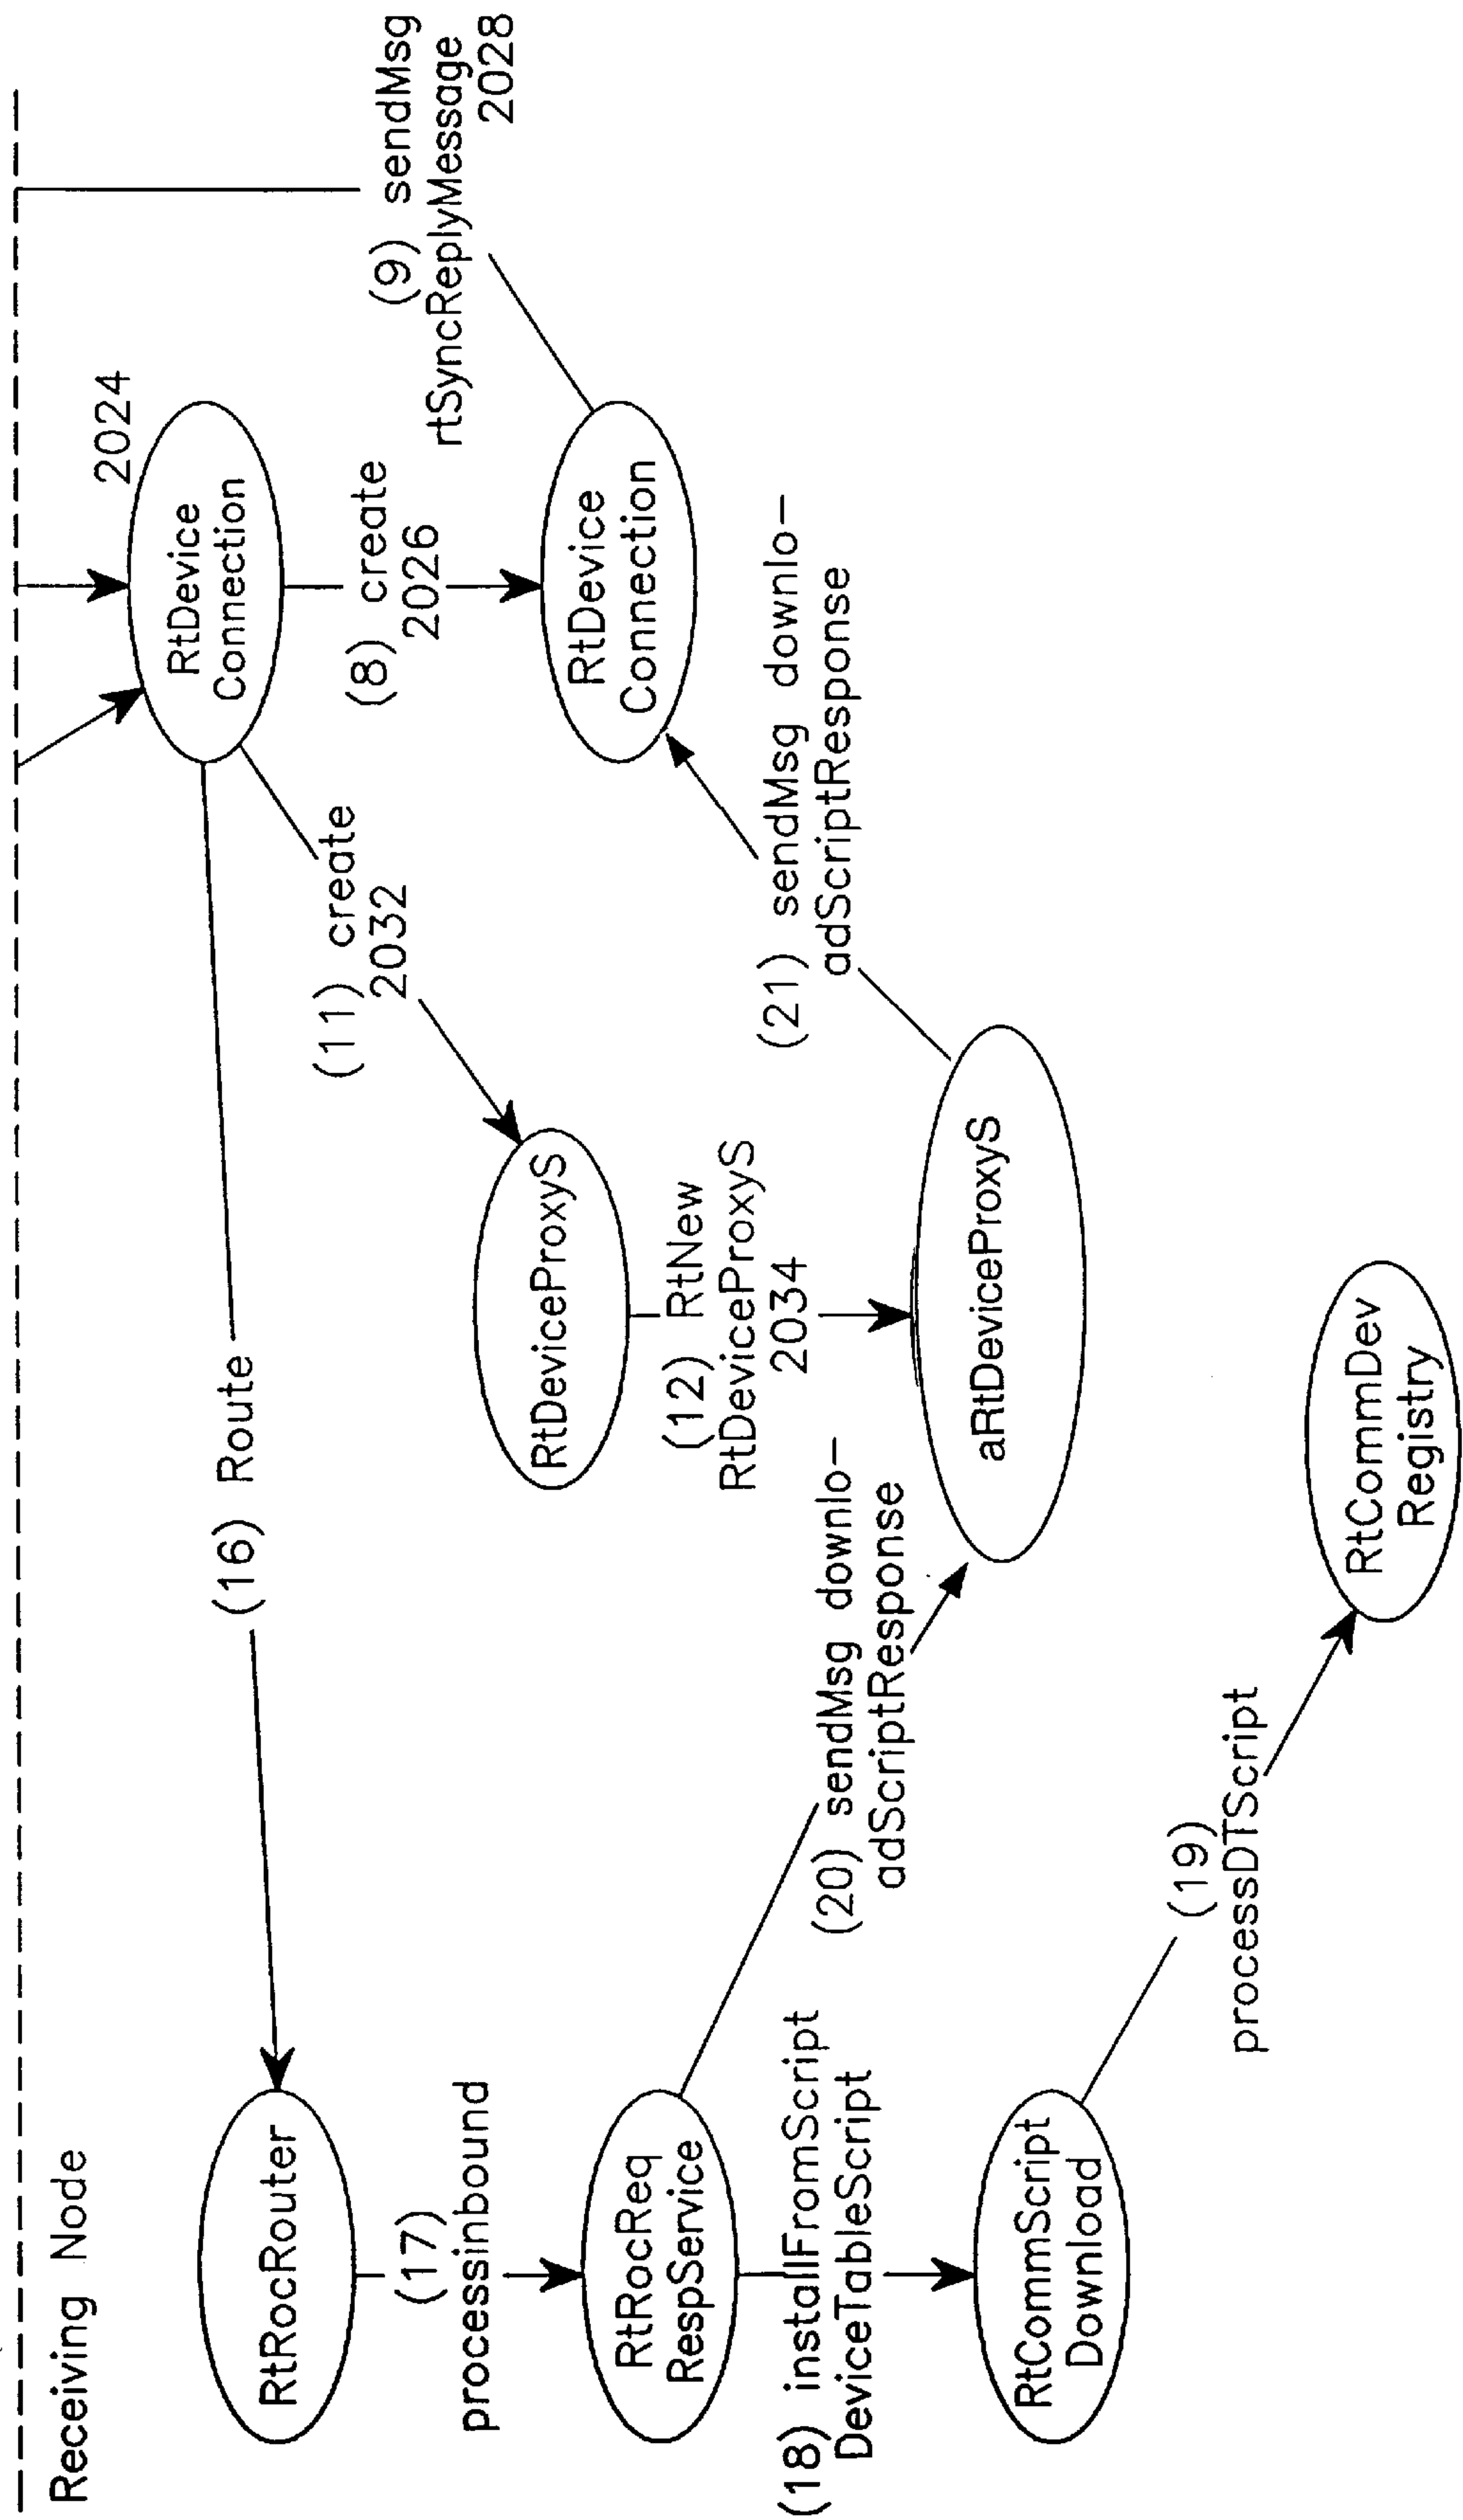 Receiving Node
2024
RtDevice
Connection
(8) create
2026
(9) sendMsg
rtSyncReplyMessage
2028
RtDevice
Connection
(11) create
2032
(16) Route
RtRocRouter
(17)
processinbound
RtRocReq
RespService
(18) installFromScript
DeviceTableScript
RtCommScript
Download
RtDeviceProxyS
(12) RtNew
RtDeviceProxyS
2034
aRtDeviceProxyS
(20) sendMsg downlo-
adScriptResponse
(21) sendMsg downlo-
adScriptResponse
(19)
processDTScript
RtCommDev
Registry